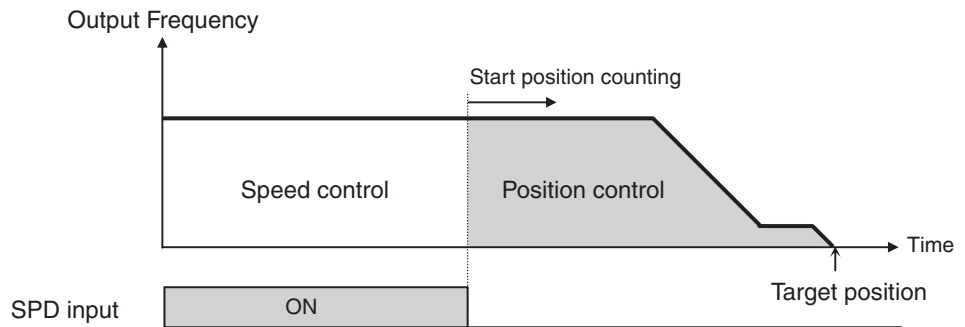 Output Frequency
Start position counting
Speed control
Position control
Time
Target position
SPD input
ON